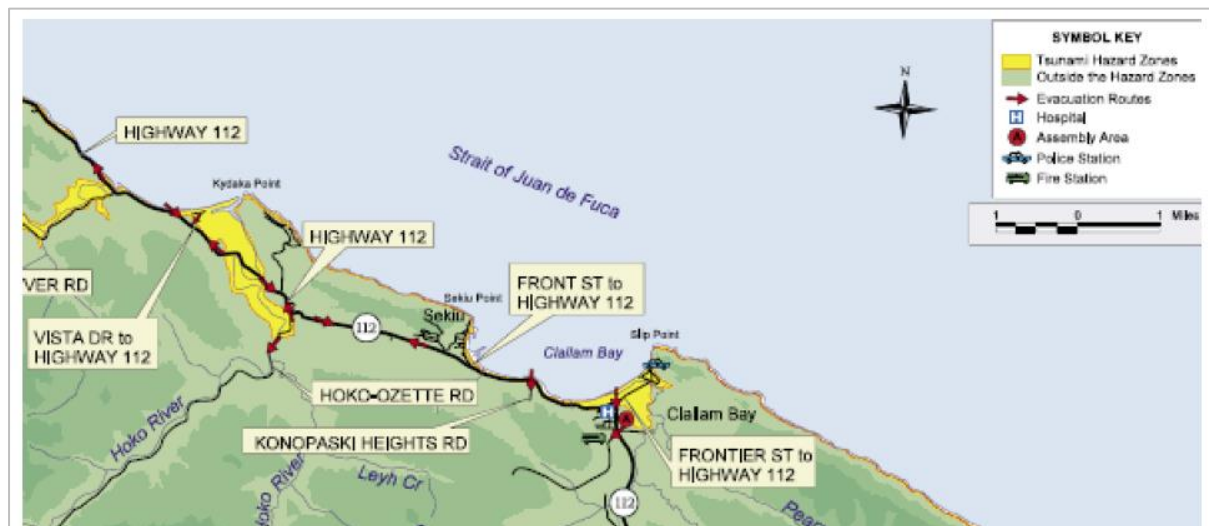 SYMBOL KEY
Tsunami Hazard Zones
Outside the Hazard Zones
Evacuation Routes
H Hospital
A Assembly Area
Police Station
Fire Station
N
1 0 1 Miles
HIGHWAY 112
Strait of Juan de Fuca
Kydaka Point
HIGHWAY 112
VER RD
FRONT ST to
HIGHWAY 112
Sekiu Point
Sekiu
112
Slip Point
Clallam Bay
VISTA DR to
HIGHWAY 112
HOKO-OZETTE RD
H
A
Clallam Bay
KONOPASKI HEIGHTS RD
FRONTIER ST to
HIGHWAY 112
Hoko River
Hoko River
Leyh Cr
112